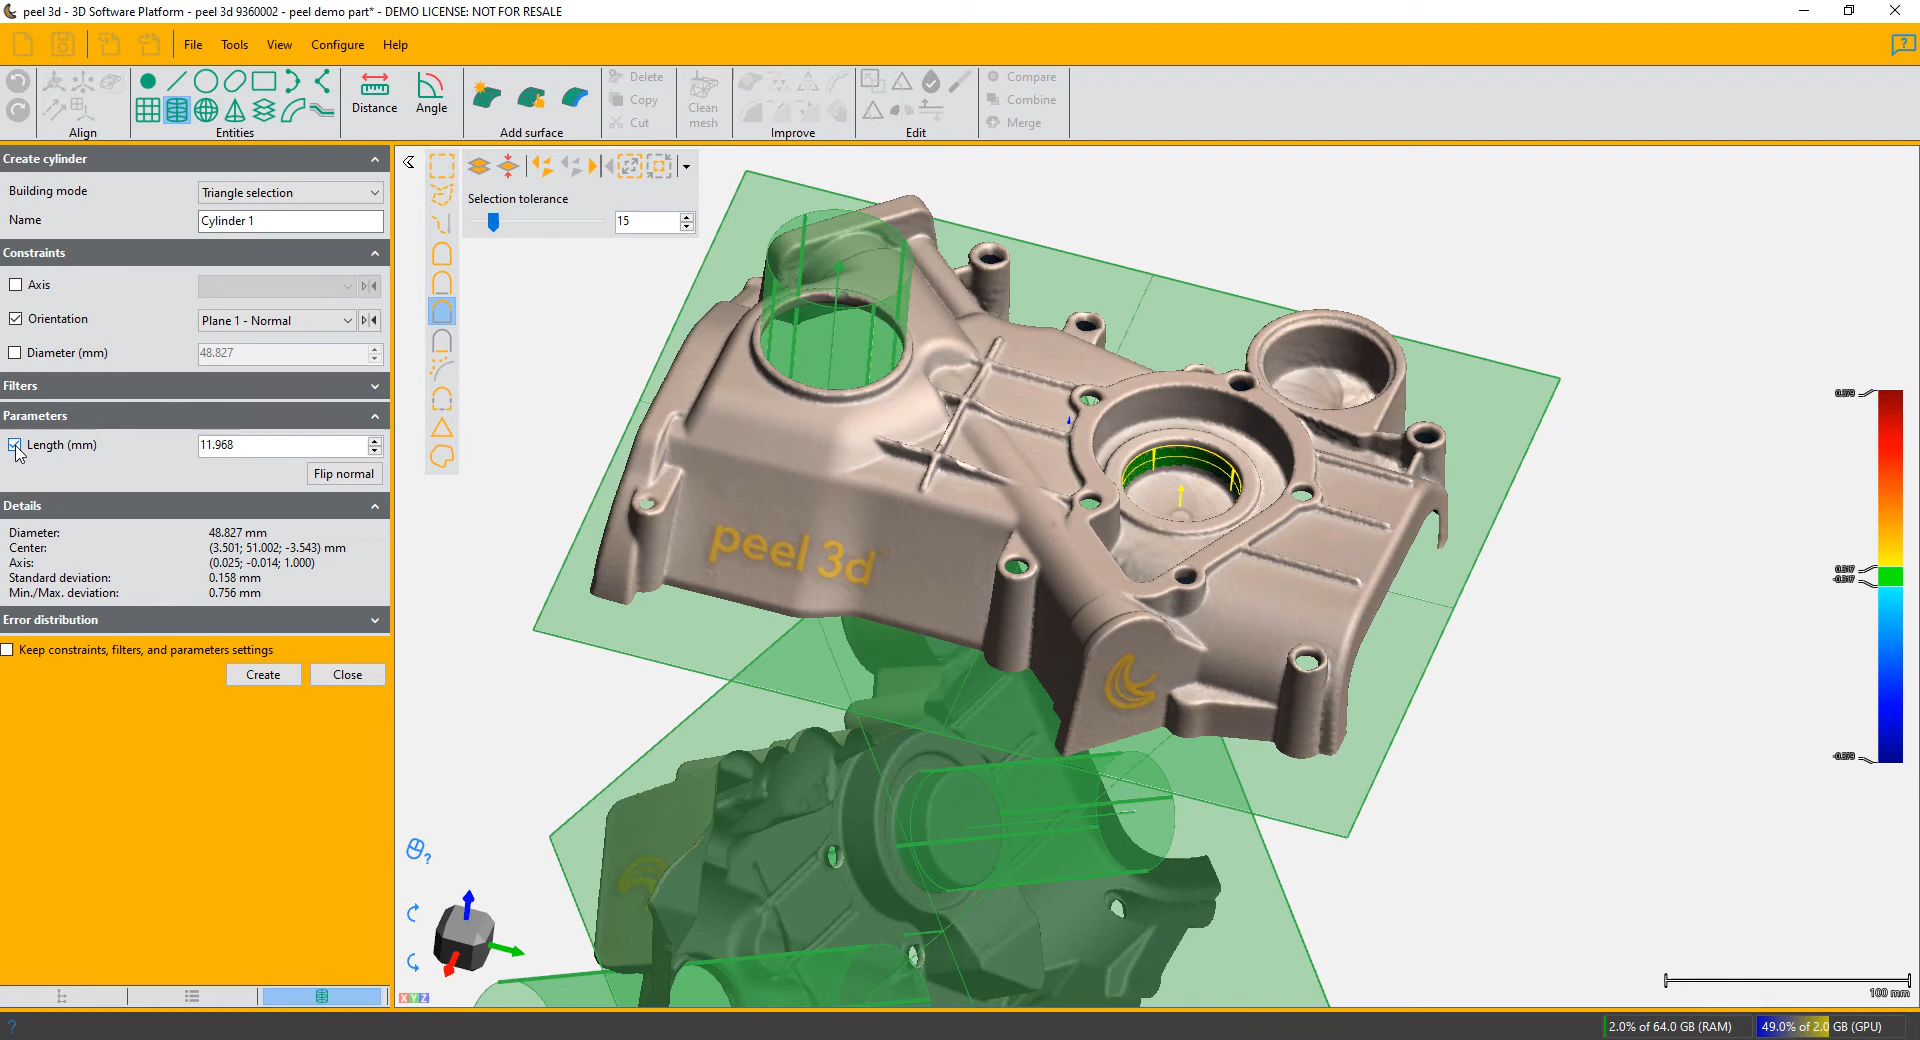 peel 3d - 3D Software Platform - peel 3d 9360002 - peel demo part* - DEMO LICENSE: NOT FOR RESALE
File Tools View Configure Help
Align
Entities
Distance
Angle
Add surface
Delete
Copy
Cut
Clean mesh
Improve
Edit
Compare
Combine
Merge
Create cylinder
Building mode Triangle selection
Name Cylinder 1
Constraints
Axis
Orientation Plane 1 - Normal
Diameter (mm) 48.827
Filters
Parameters
Length (mm) 11.968
Flip normal
Details
Diameter: 48.827 mm
Center: (3.501; 51.002; -3.543) mm
Axis: (0.025; -0.014; 1.000)
Standard deviation: 0.158 mm
Min./Max. deviation: 0.756 mm
Error distribution
Keep constraints, filters, and parameters settings
Create Close
Selection tolerance
15
peel 3d
XYZ
100 mm
2.0% of 64.0 GB (RAM) 49.0% of 2.0 GB (GPU)